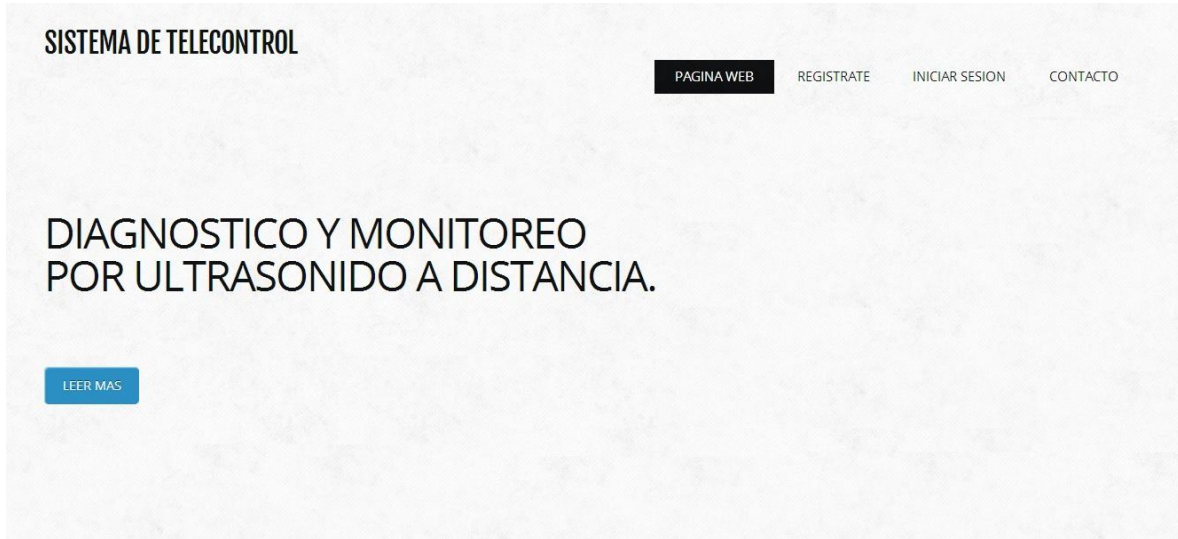 SISTEMA DE TELECONTROL
PAGINA WEB REGISTRATE INICIAR SESION CONTACTO
DIAGNOSTICO Y MONITOREO
POR ULTRASONIDO A DISTANCIA.
LEER MAS